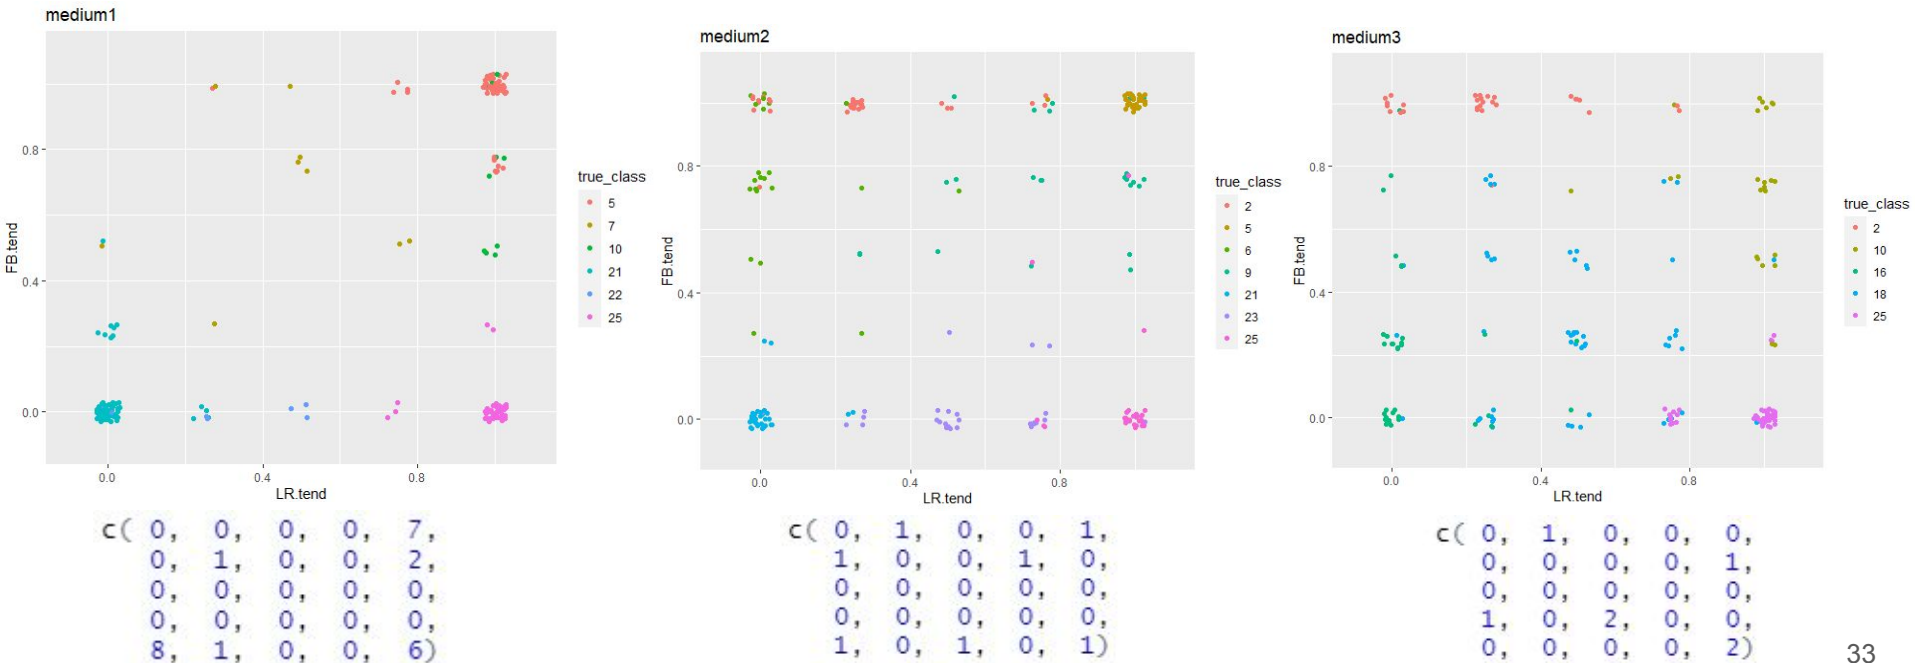 medium1
FB.tend
0.8
0.4
0.0
0.0 0.4 0.8
LR.tend
true_class
5
7
10
21
22
25
c( 0, 0, 0, 0, 7,
0, 1, 0, 0, 2,
0, 0, 0, 0, 0,
0, 0, 0, 0, 0,
8, 1, 0, 0, 6)
medium2
FB.tend
0.8
0.4
0.0
0.0 0.4 0.8
LR.tend
true_class
2
5
6
9
21
23
25
c( 0, 1, 0, 0, 1,
1, 0, 0, 1, 0,
0, 0, 0, 0, 0,
0, 0, 0, 0, 0,
1, 0, 1, 0, 1)
medium3
FB.tend
0.8
0.4
0.0
0.0 0.4 0.8
LR.tend
true_class
2
10
16
18
25
c( 0, 1, 0, 0, 0,
0, 0, 0, 0, 1,
0, 0, 0, 0, 0,
1, 0, 2, 0, 0,
0, 0, 0, 0, 2)
33